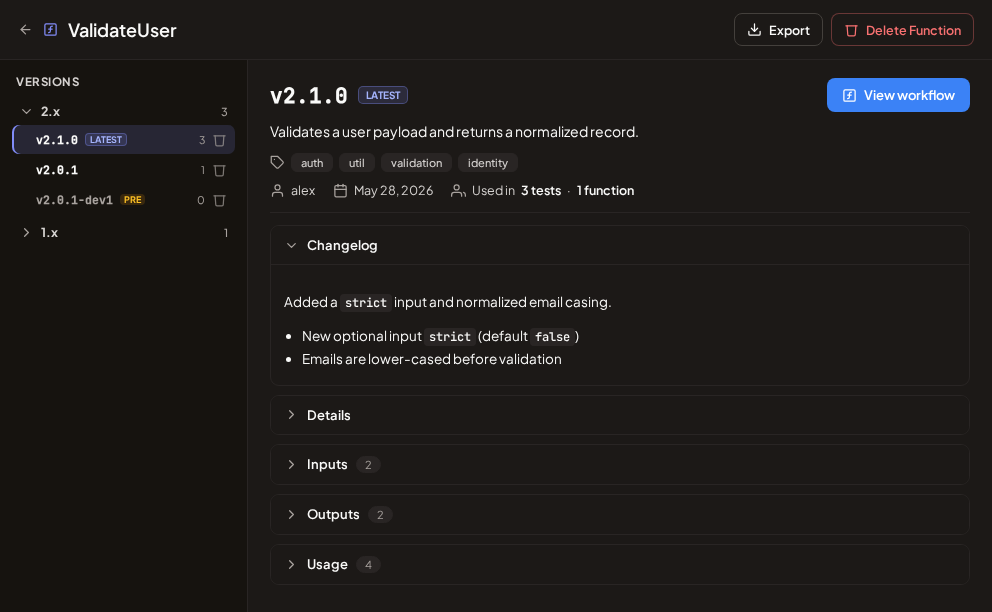 ValidateUser
Export
Delete Function
VERSIONS
2.x 3
v2.1.0 LATEST 3
v2.0.1 1
v2.0.1-dev1 PRE 0
1.x 1
v2.1.0 LATEST
View workflow
Validates a user payload and returns a normalized record.
auth util validation identity
alex May 28, 2026 Used in 3 tests · 1 function
Changelog
Added a strict input and normalized email casing.
• New optional input strict (default false)
• Emails are lower-cased before validation
Details
Inputs 2
Outputs 2
Usage 4